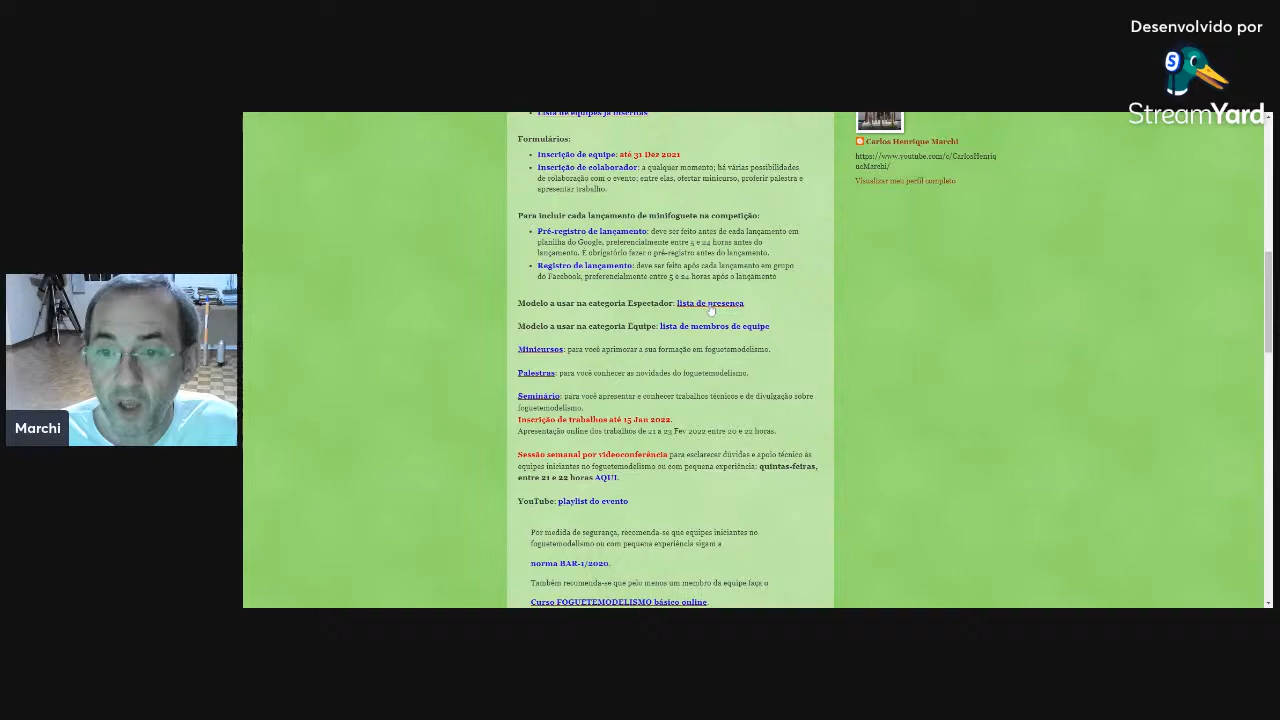 Desenvolvido por
StreamYard
Lista de equipes já inscritas
Formulários:
Inscrição de equipe: até 31 Dez 2021
Inscrição de colaborador: a qualquer momento; há várias possibilidades
de colaboração com o evento; entre elas, ofertar minicurso, proferir palestra e
apresentar trabalho.
Para incluir cada lançamento de minifoguete na competição:
Pré-registro de lançamento: deve ser feito antes de cada lançamento em
planilha do Google, preferencialmente entre 5 e 24 horas antes do
lançamento. É obrigatório fazer o pré-registro antes do lançamento.
Registro de lançamento: deve ser feito após cada lançamento em grupo
do Facebook, preferencialmente entre 5 e 24 horas após o lançamento
Modelo a usar na categoria Espectador: lista de presença
Modelo a usar na categoria Equipe: lista de membros de equipe
Minicursos: para você aprimorar a sua formação em foguetemodelismo.
Palestras: para você conhecer as novidades do foguetemodelismo.
Seminário: para você apresentar e conhecer trabalhos técnicos e de divulgação sobre
foguetemodelismo.
Inscrição de trabalhos até 15 Jan 2022.
Apresentação online dos trabalhos de 21 a 23 Fev 2022 entre 20 e 22 horas.
Sessão semanal por videoconferência para esclarecer dúvidas e apoio técnico às
equipes iniciantes no foguetemodelismo ou com pequena experiência: quintas-feiras,
entre 21 e 22 horas AQUI.
YouTube: playlist do evento
Por medida de segurança, recomenda-se que equipes iniciantes no
foguetemodelismo ou com pequena experiência sigam a
norma BAR-1/2020.
Também recomenda-se que pelo menos um membro da equipe faça o
Curso FOGUETEMODELISMO básico online.
Carlos Henrique Marchi
https://www.youtube.com/c/CarlosHenriq
ueMarchi/
Visualizar meu perfil completo
Marchi